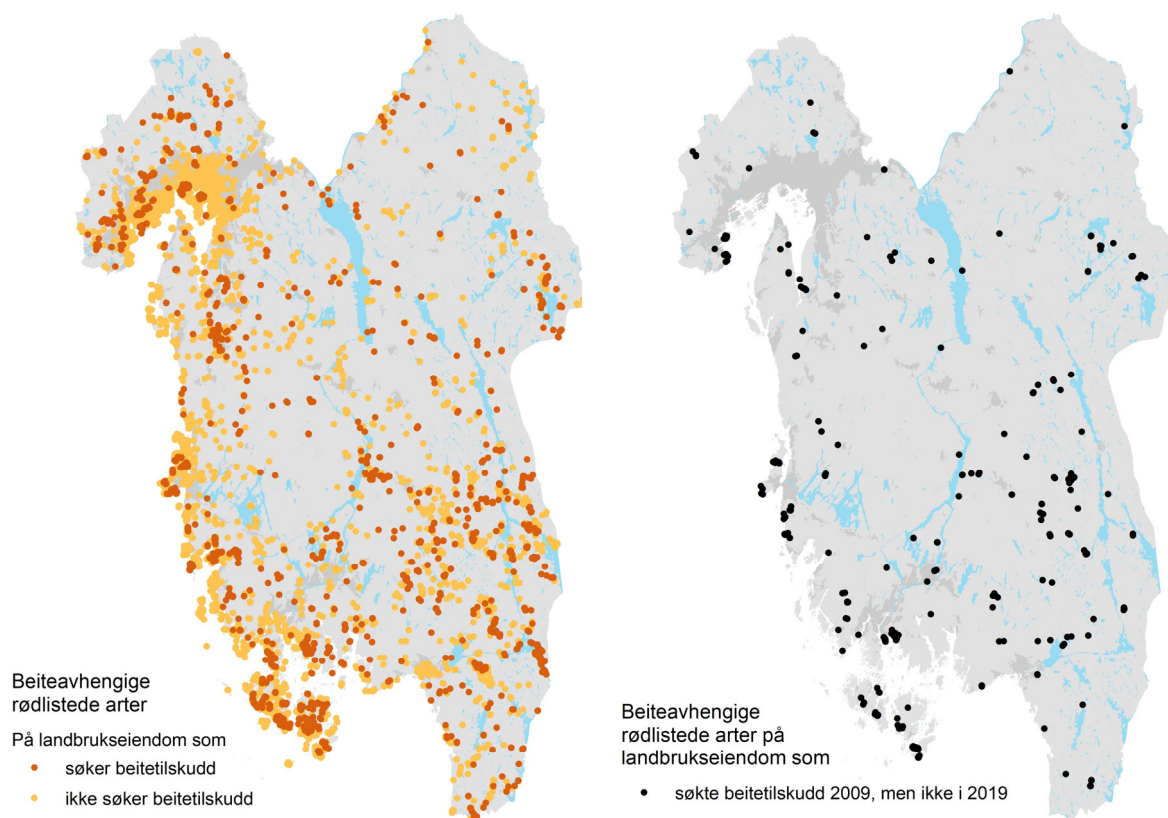 Beiteavhengige
rødlistede arter
På landbrukseiendom som
søker beitetilskudd
ikke søker beitetilskudd
Beiteavhengige
rødlistede arter på
landbrukseiendom som
søkte beitetilskudd 2009, men ikke i 2019